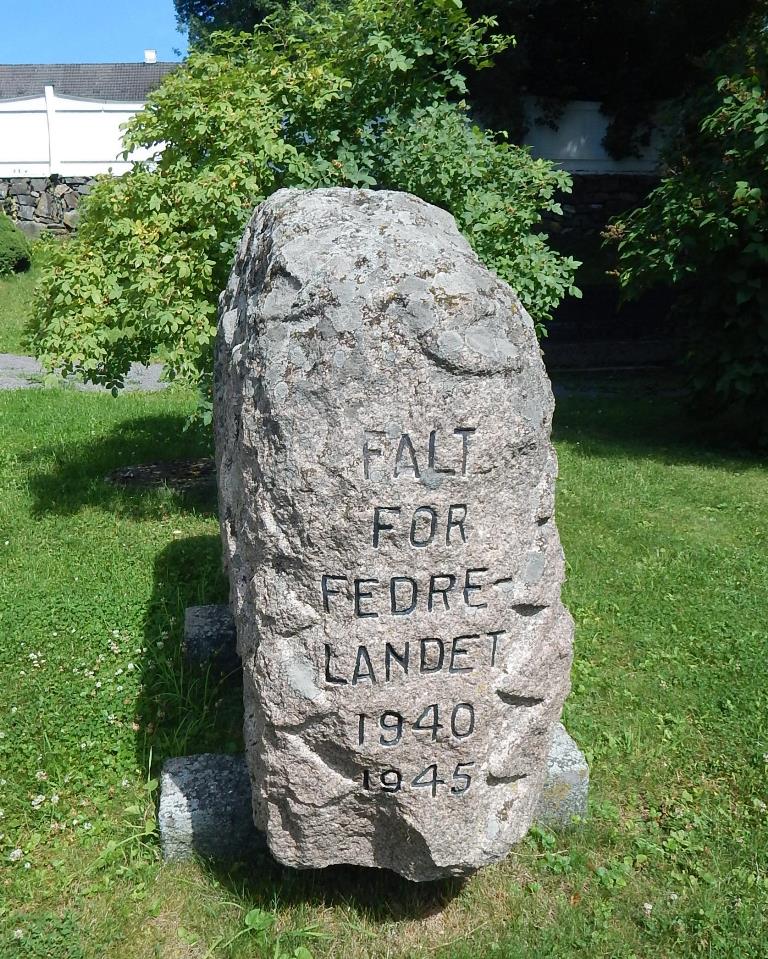 FALT
FOR
FEDRE-
LANDET
1940
1945